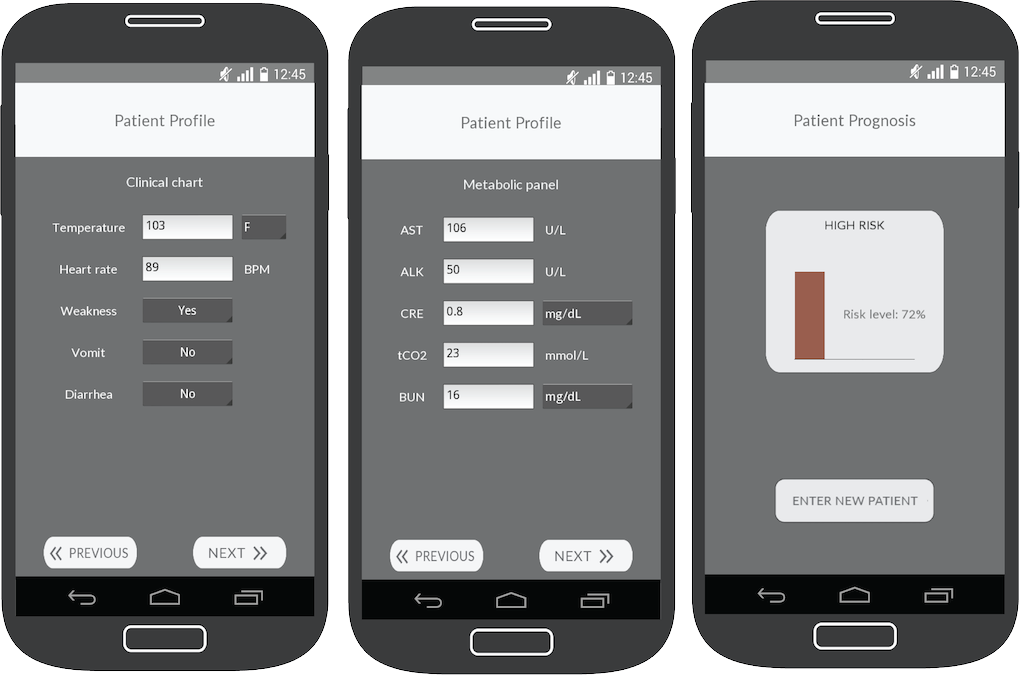 12:45
Patient Profile
Clinical chart
Temperature 103 F
Heart rate 89 BPM
Weakness Yes
Vomit No
Diarrhea No
PREVIOUS NEXT
12:45
Patient Profile
Metabolic panel
AST 106 U/L
ALK 50 U/L
CRE 0.8 mg/dL
tCO2 23 mmol/L
BUN 16 mg/dL
PREVIOUS NEXT
12:45
Patient Prognosis
HIGH RISK
Risk level: 72%
ENTER NEW PATIENT